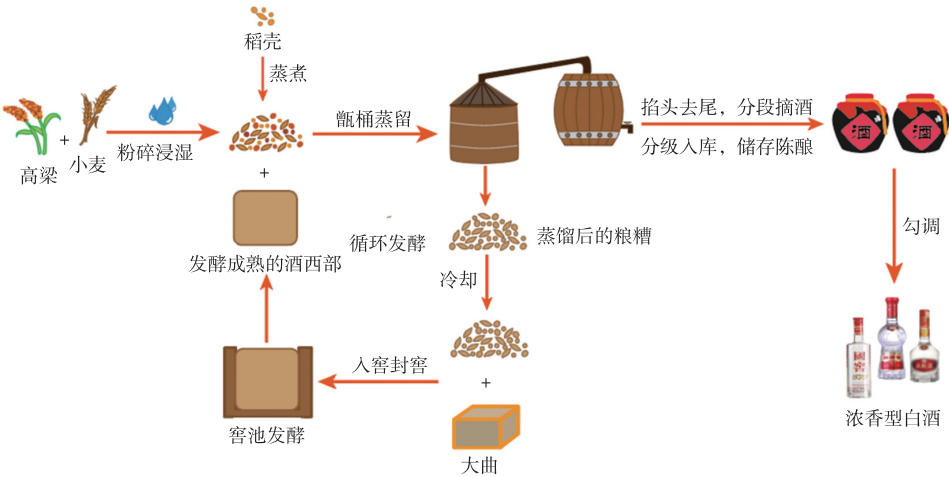 稻壳
蒸煮
高梁
+
小麦
粉碎浸湿
甑桶蒸留
掐头去尾，分段摘酒
分级入库，储存陈酿
酒
酒
+
发酵成熟的酒西部
循环发酵
蒸馏后的粮糟
冷却
勾调
入窖封窖
+
窖池发酵
大曲
浓香型白酒